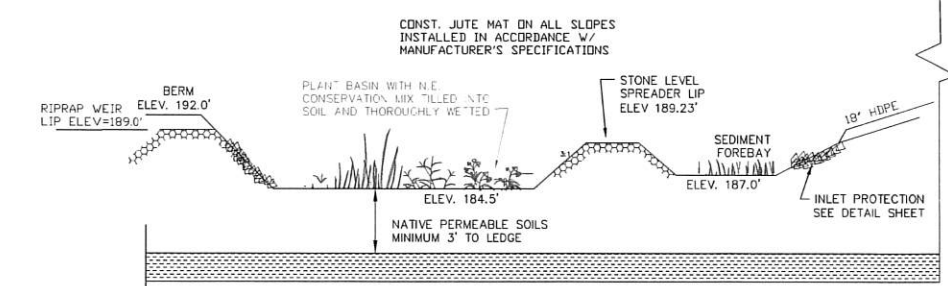 CONST. JUTE MAT ON ALL SLOPES
INSTALLED IN ACCORDANCE W/
MANUFACTURER'S SPECIFICATIONS
BERM
ELEV. 192.0'
RIPRAP WEIR
LIP ELEV=189.0'
PLANT BASIN WITH N.E.
CONSERVATION MIX TILLED INTO
SOIL AND THOROUGHLY WETTED
STONE LEVEL
SPREADER LIP
ELEV 189.23'
18" HDPE
SEDIMENT
FOREBAY
3:1
ELEV. 184.5'
ELEV. 187.0'
INLET PROTECTION
SEE DETAIL SHEET
NATIVE PERMEABLE SOILS
MINIMUM 3' TO LEDGE